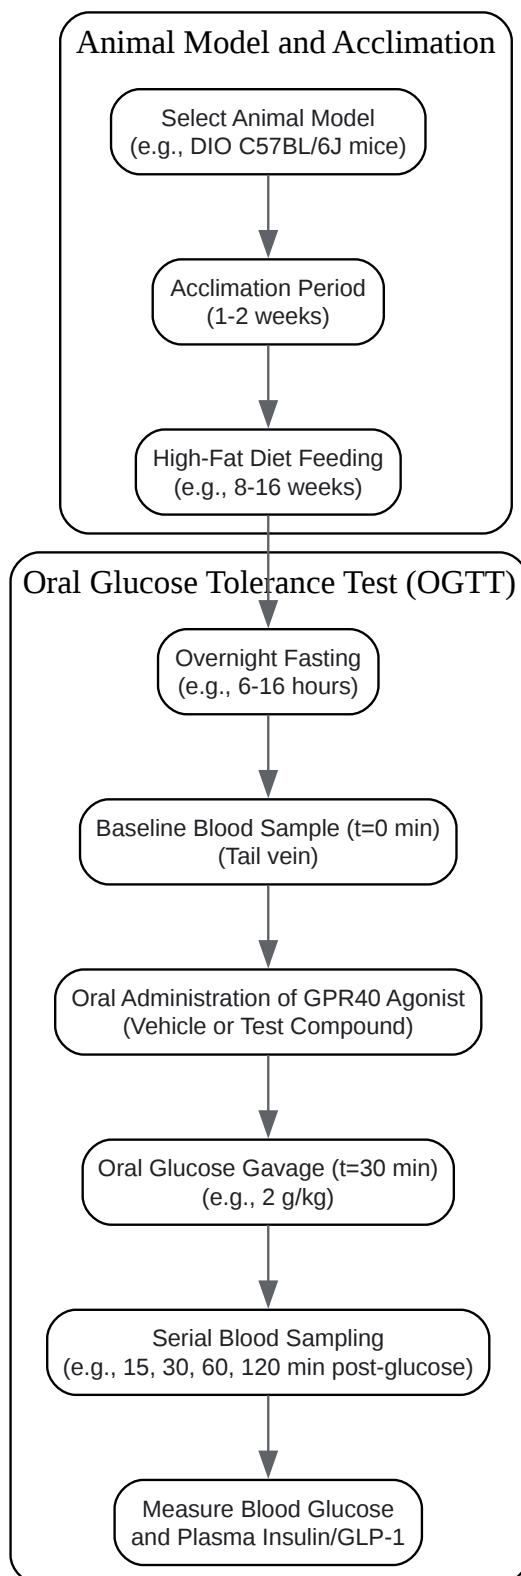 Animal Model and Acclimation
Select Animal Model
(e.g., DIO C57BL/6J mice)
Acclimation Period
(1-2 weeks)
High-Fat Diet Feeding
(e.g., 8-16 weeks)
Oral Glucose Tolerance Test (OGTT)
Overnight Fasting
(e.g., 6-16 hours)
Baseline Blood Sample (t=0 min)
(Tail vein)
Oral Administration of GPR40 Agonist
(Vehicle or Test Compound)
Oral Glucose Gavage (t=30 min)
(e.g., 2 g/kg)
Serial Blood Sampling
(e.g., 15, 30, 60, 120 min post-glucose)
Measure Blood Glucose
and Plasma Insulin/GLP-1